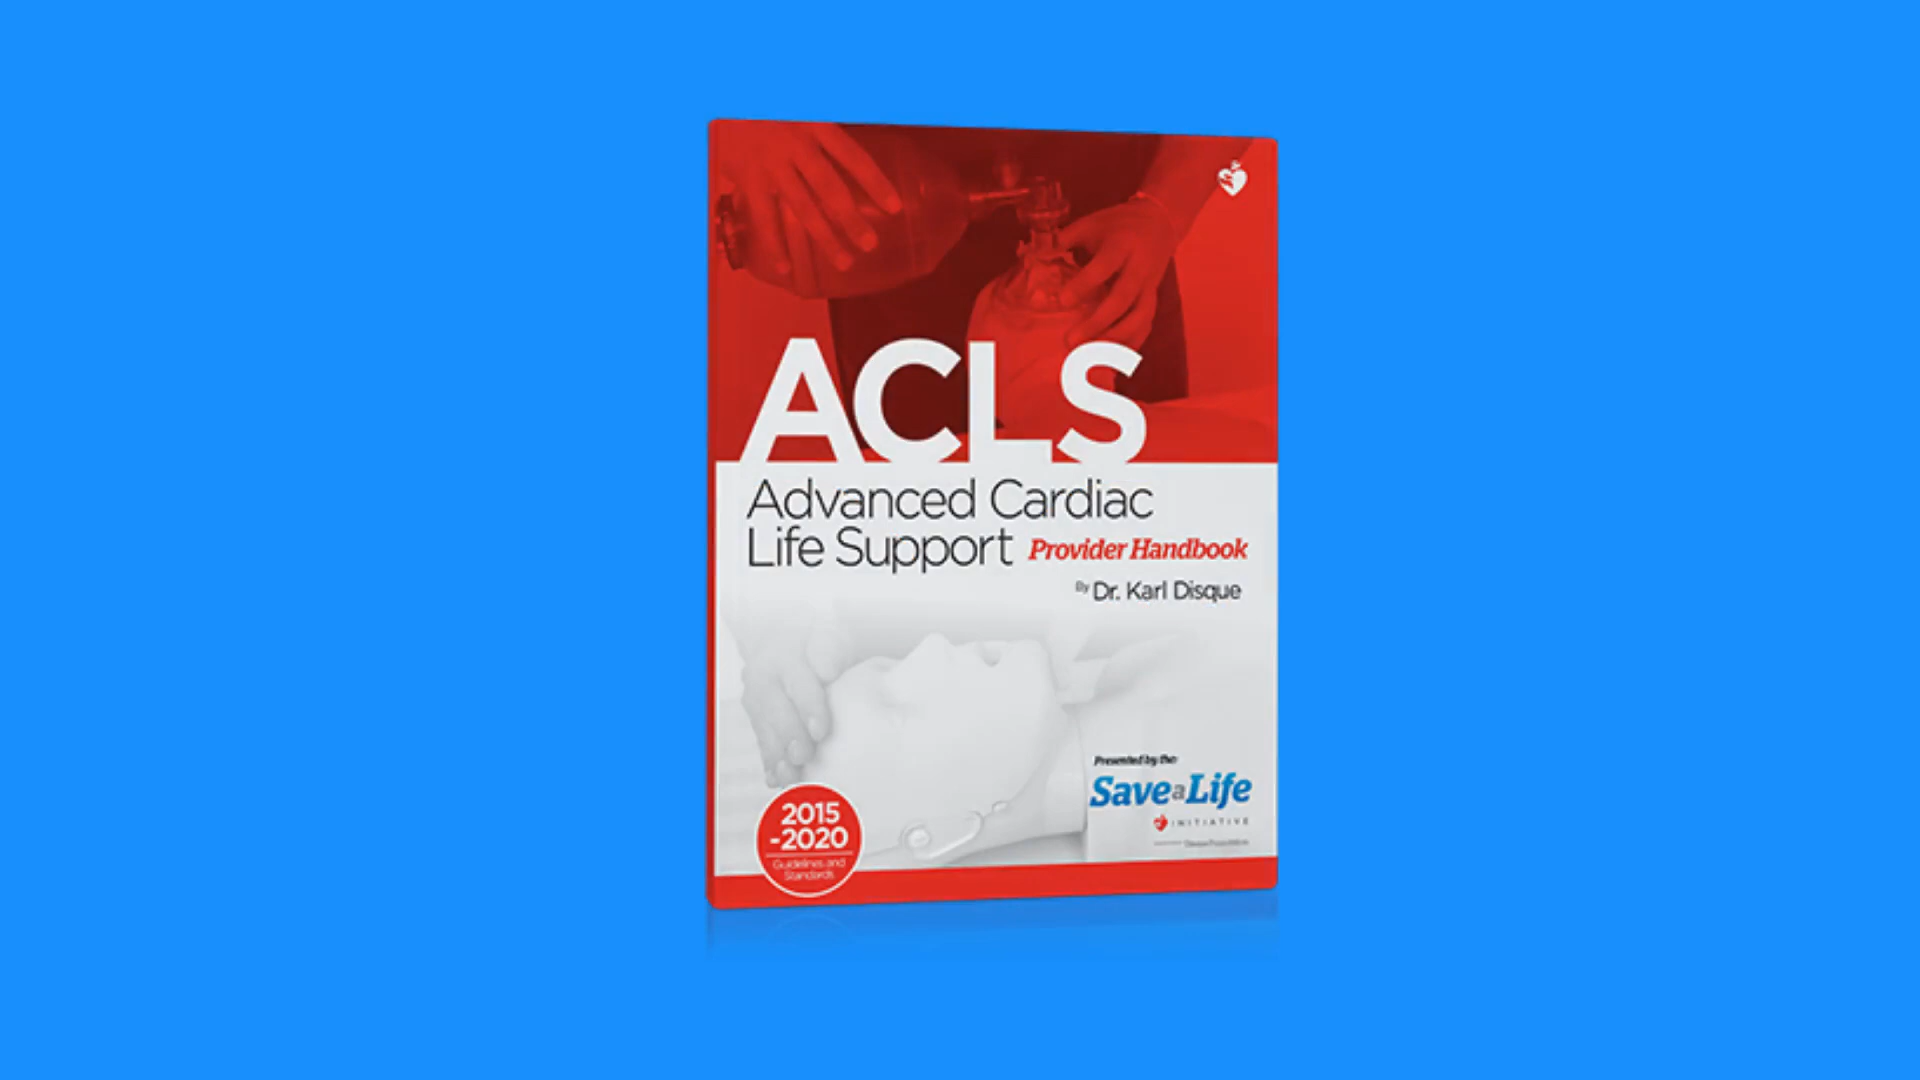 ACLS
Advanced Cardiac
Life Support Provider Handbook
By Dr. Karl Disque
Presented by the:
Save a Life
INITIATIVE
2015
-2020
Guidelines and
Standards